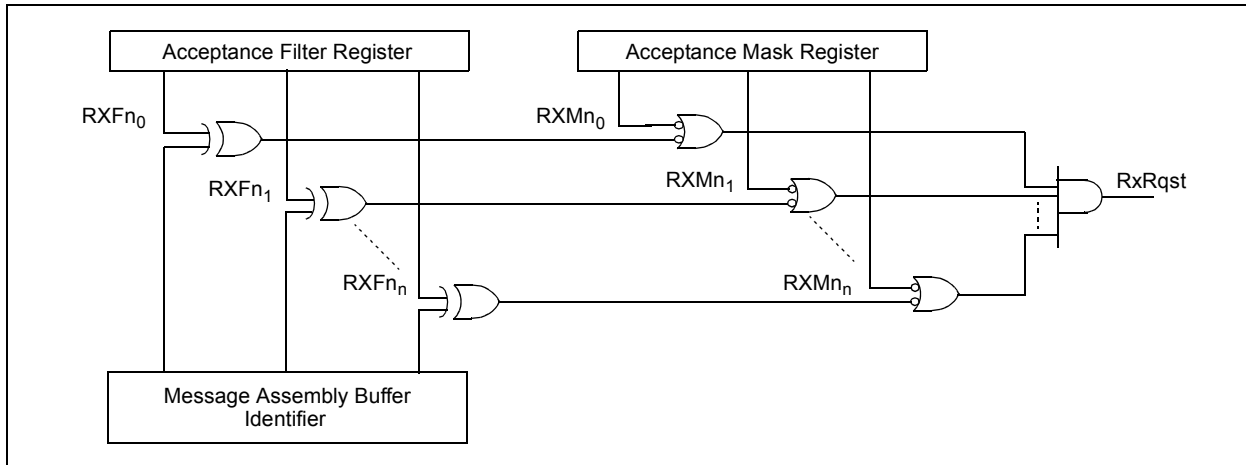 Acceptance Filter Register
Acceptance Mask Register
RXFn0
RXMn0
RXFn1
RXMn1
RxRqst
RXFnn
RXMnn
Message Assembly Buffer
Identifier